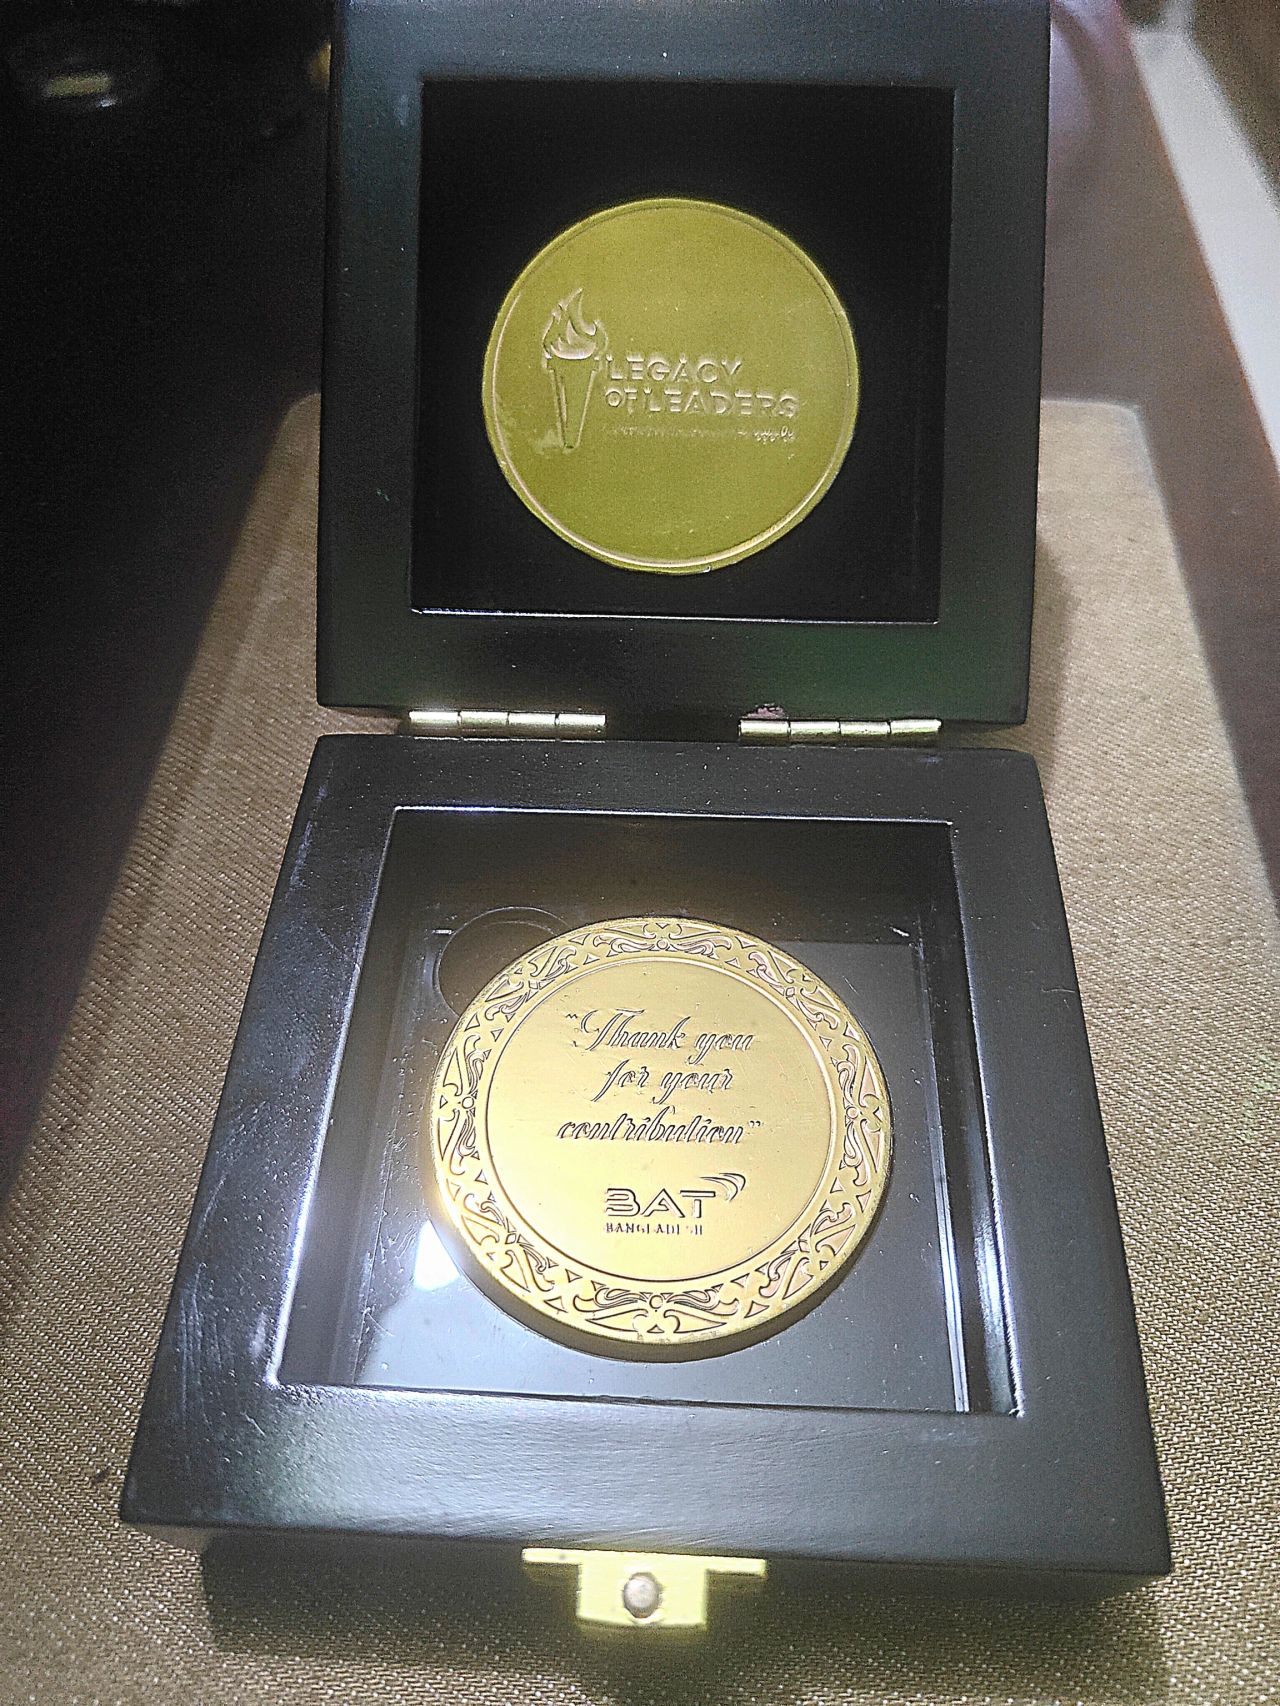 LEGACY
OF LEADERS
"Thank you
for your
contribution"
BAT
BANGLADESH